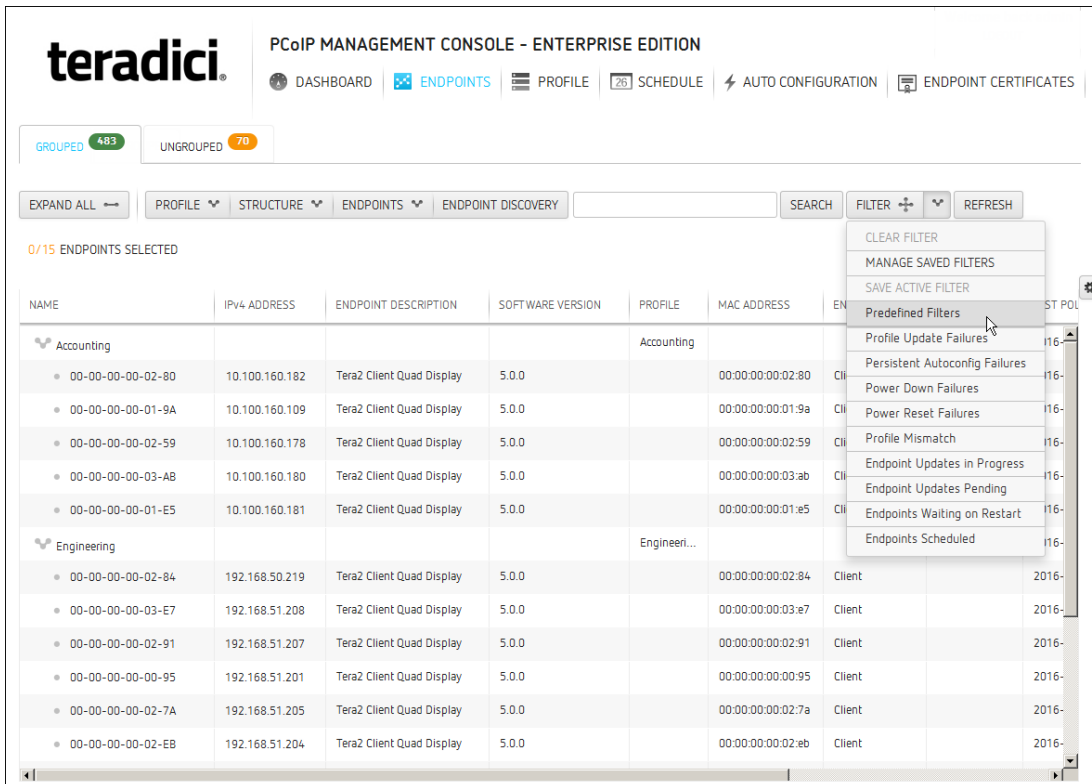 teradici.
PCoIP MANAGEMENT CONSOLE - ENTERPRISE EDITION
DASHBOARD ENDPOINTS PROFILE 26 SCHEDULE AUTO CONFIGURATION ENDPOINT CERTIFICATES
GROUPED 483 UNGROUPED 70
EXPAND ALL PROFILE STRUCTURE ENDPOINTS ENDPOINT DISCOVERY SEARCH FILTER REFRESH
0/15 ENDPOINTS SELECTED
CLEAR FILTER
MANAGE SAVED FILTERS
SAVE ACTIVE FILTER
Predefined Filters
Profile Update Failures
Persistent Autoconfig Failures
Power Down Failures
Power Reset Failures
Profile Mismatch
Endpoint Updates in Progress
Endpoint Updates Pending
Endpoints Waiting on Restart
Endpoints Scheduled
NAME IPv4 ADDRESS ENDPOINT DESCRIPTION SOFTWARE VERSION PROFILE MAC ADDRESS EN ST POL
Accounting Accounting 16-
00-00-00-00-02-80 10.100.160.182 Tera2 Client Quad Display 5.0.0 00:00:00:00:02:80 Cli 16-
00-00-00-00-01-9A 10.100.160.109 Tera2 Client Quad Display 5.0.0 00:00:00:00:01:9a Cli 16-
00-00-00-00-02-59 10.100.160.178 Tera2 Client Quad Display 5.0.0 00:00:00:00:02:59 Cli 16-
00-00-00-00-03-AB 10.100.160.180 Tera2 Client Quad Display 5.0.0 00:00:00:00:03:ab Cli 16-
00-00-00-00-01-E5 10.100.160.181 Tera2 Client Quad Display 5.0.0 00:00:00:00:01:e5 Cli 16-
Engineering Engineeri... 16-
00-00-00-00-02-84 192.168.50.219 Tera2 Client Quad Display 5.0.0 00:00:00:00:02:84 Client 2016-
00-00-00-00-03-E7 192.168.51.208 Tera2 Client Quad Display 5.0.0 00:00:00:00:03:e7 Client 2016-
00-00-00-00-02-91 192.168.51.207 Tera2 Client Quad Display 5.0.0 00:00:00:00:02:91 Client 2016-
00-00-00-00-00-95 192.168.51.201 Tera2 Client Quad Display 5.0.0 00:00:00:00:00:95 Client 2016-
00-00-00-00-02-7A 192.168.51.205 Tera2 Client Quad Display 5.0.0 00:00:00:00:02:7a Client 2016-
00-00-00-00-02-EB 192.168.51.204 Tera2 Client Quad Display 5.0.0 00:00:00:00:02:eb Client 2016-